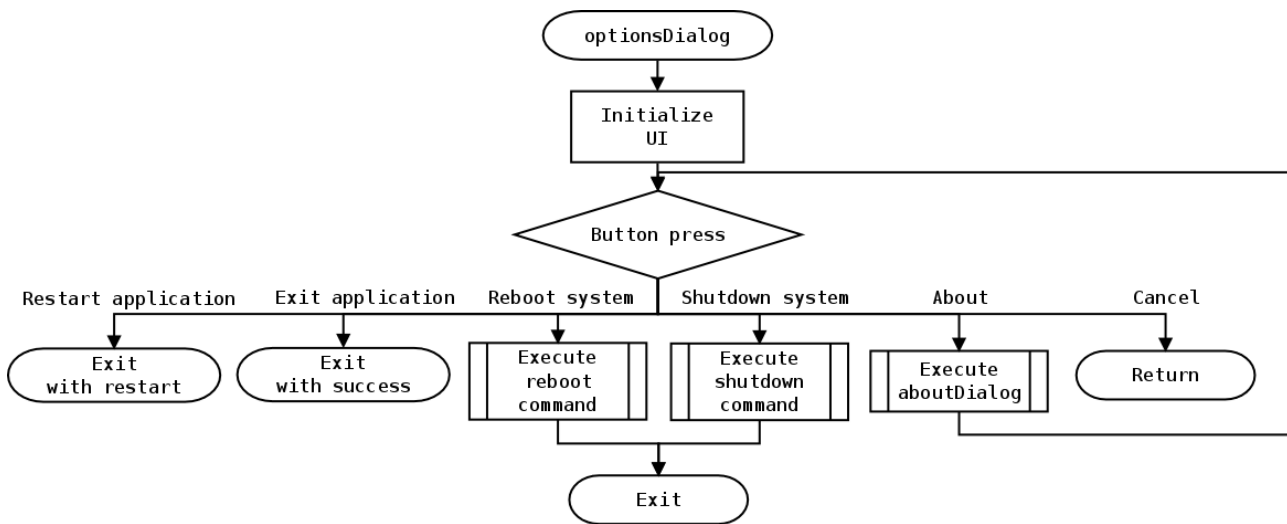 optionsDialog
Initialize
UI
Button press
Restart application
Exit application
Reboot system
Shutdown system
About
Cancel
Exit
with restart
Exit
with success
Execute
reboot
command
Execute
shutdown
command
Execute
aboutDialog
Return
Exit